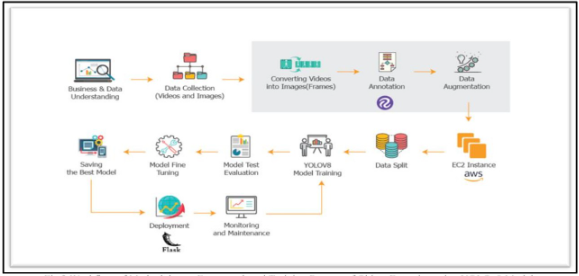 Business & Data
Understanding
Data Collection
(Videos and Images)
Converting Videos
into Images(Frames)
Data
Annotation
Data
Augmentation
Saving
the Best Model
Model Fine
Tuning
Model Test
Evaluation
YOLOV8
Model Training
Data Split
EC2 Instance
aws
Deployment
Flask
Monitoring
and Maintenance